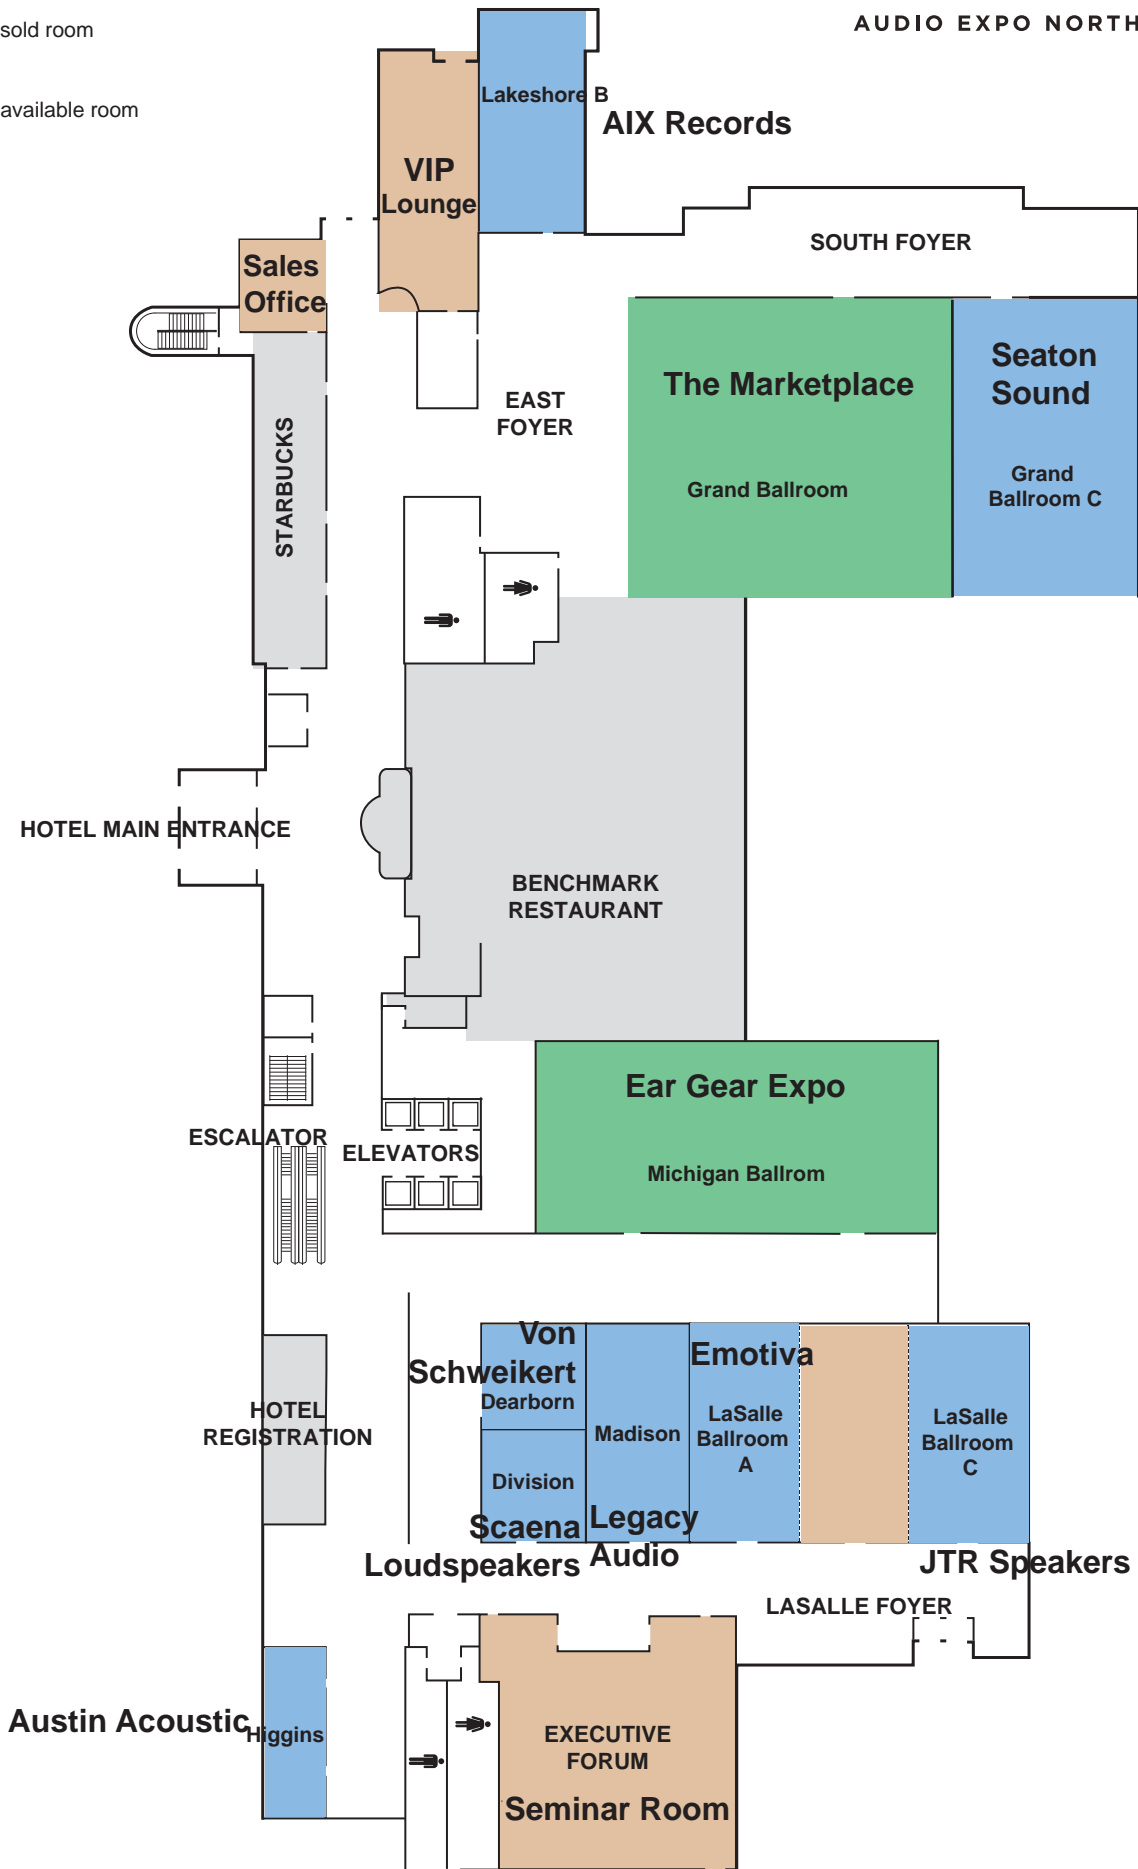 sold room
AUDIO EXPO NORTH
available room
Lakeshore B
AIX Records
VIP
Lounge
SOUTH FOYER
Sales
Office
The Marketplace
Seaton
Sound
EAST
FOYER
STARBUCKS
Grand Ballroom
Grand
Ballroom C
HOTEL MAIN ENTRANCE
BENCHMARK
RESTAURANT
Ear Gear Expo
ESCALATOR
ELEVATORS
Michigan Ballrom
Von
Schweikert
Dearborn
Emotiva
LaSalle
Ballroom
A
LaSalle
Ballroom
C
HOTEL
REGISTRATION
Madison
Division
Scaena
Loudspeakers
Legacy
Audio
JTR Speakers
LASALLE FOYER
Austin Acoustic
Higgins
EXECUTIVE
FORUM
Seminar Room